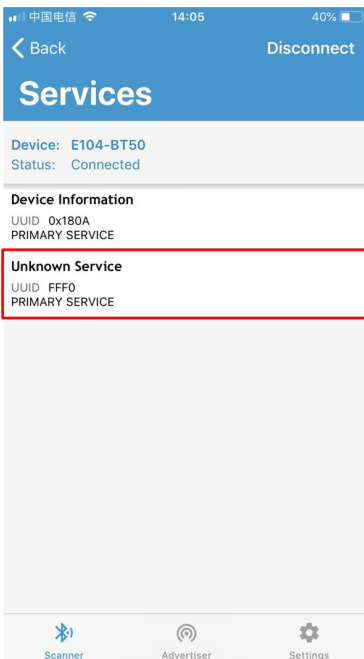 中国电信 14:05 40%
Back Disconnect
Services
Device: E104-BT50
Status: Connected
Device Information
UUID 0x180A
PRIMARY SERVICE
Unknown Service
UUID FFF0
PRIMARY SERVICE
Scanner Advertiser Settings